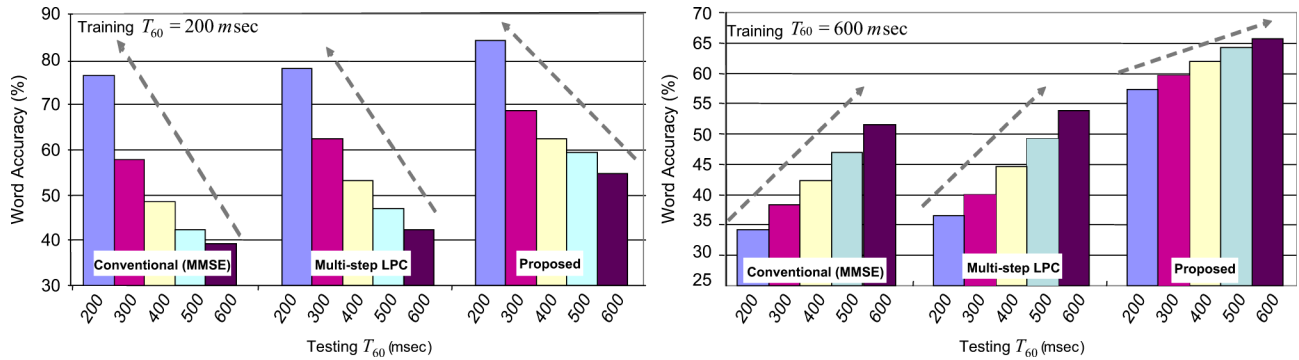 Training T60 = 200 msec
Word Accuracy (%)
90
80
70
60
50
40
30
Conventional (MMSE)
Multi-step LPC
Proposed
200 300 400 500 600 200 300 400 500 600 200 300 400 500 600
Testing T60 (msec)
Training T60 = 600 msec
Word Accuracy (%)
70
65
60
55
50
45
40
35
30
25
Conventional (MMSE)
Multi-step LPC
Proposed
200 300 400 500 600 200 300 400 500 600 200 300 400 500 600
Testing T60 (msec)